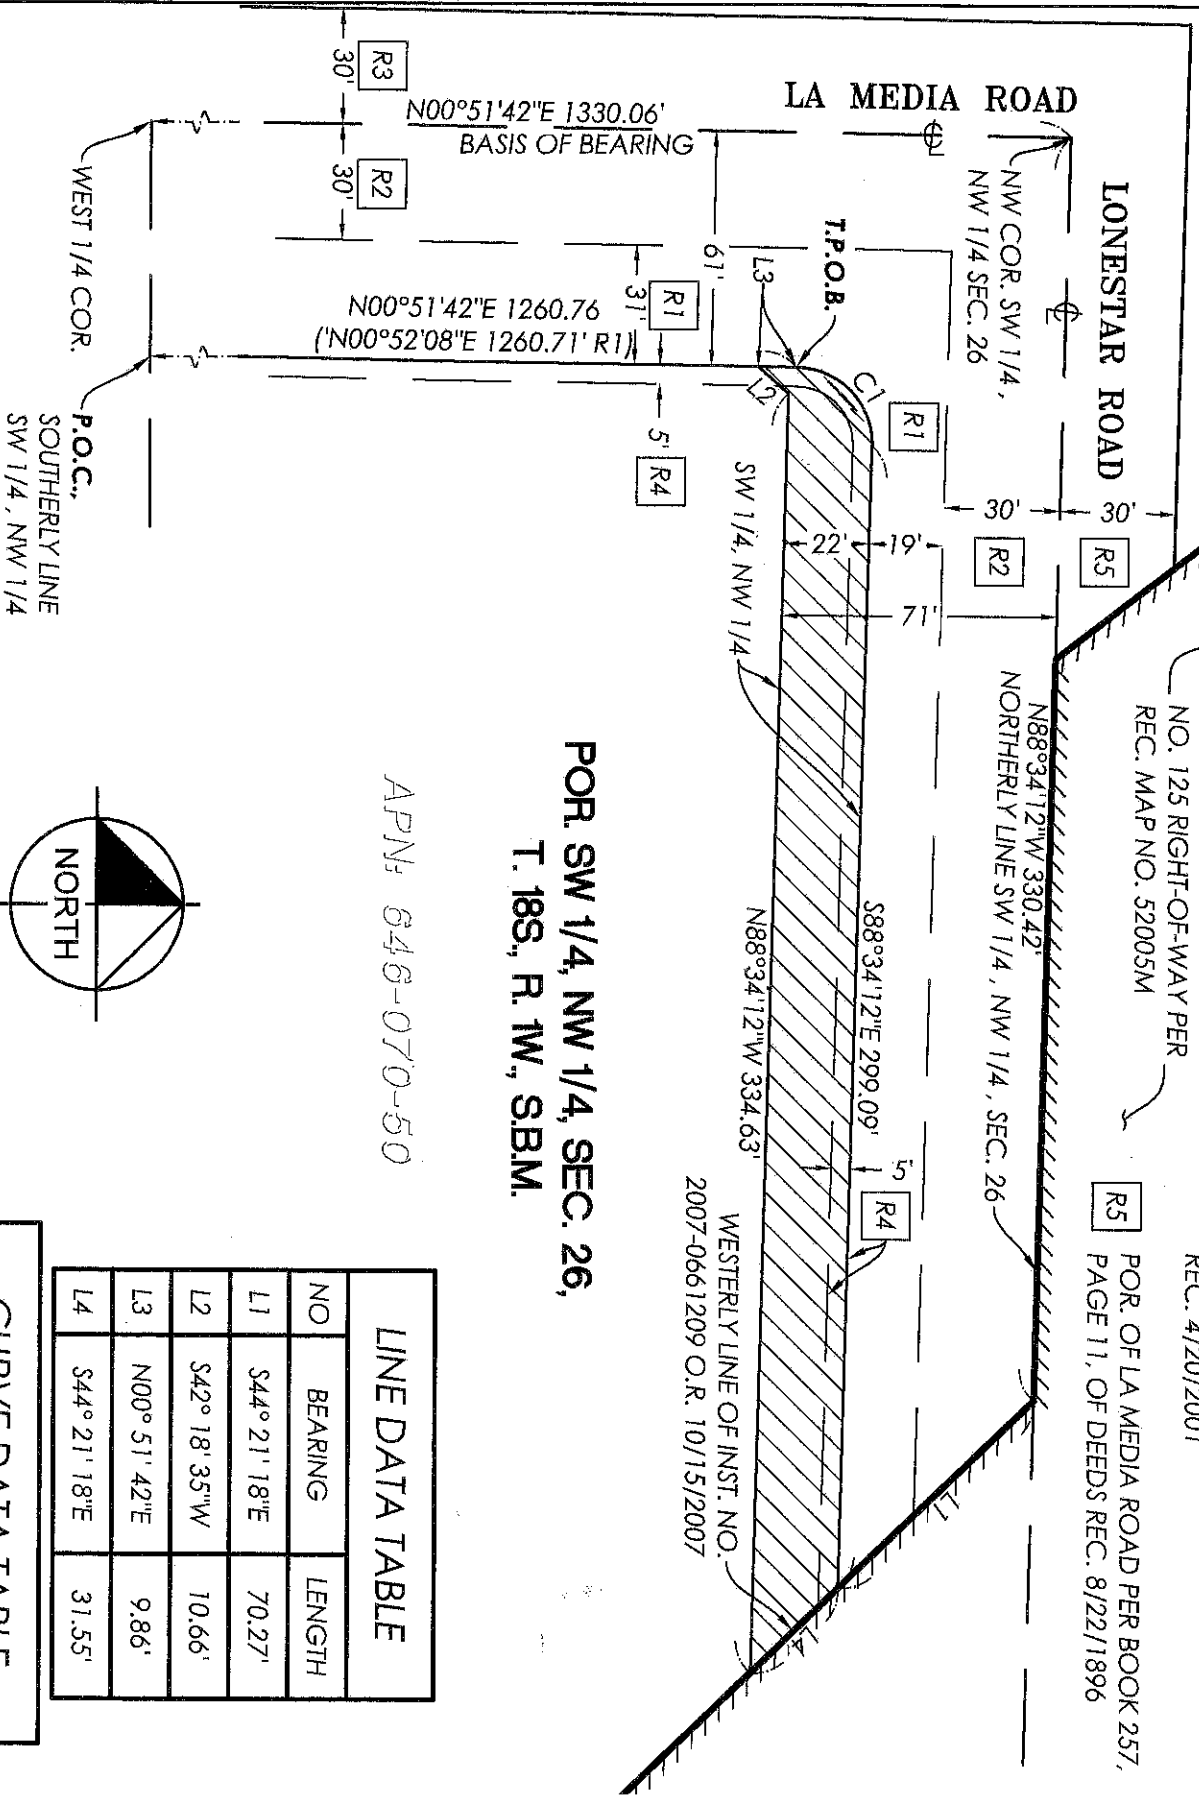 LA MEDIA ROAD
LONESTAR ROAD
R3
30'
N00°51'42"E 1330.06'
BASIS OF BEARING
R2
30'
WEST 1/4 COR.
P.O.C.,
SOUTHERLY LINE
SW 1/4, NW 1/4
NW COR. SW 1/4,
NW 1/4 SEC. 26
T.P.O.B.
61'
L3
R1
31'
N00°51'42"E 1260.76
('N00°52'08"E 1260.71' R1)
L2
C1
R1
5'
R4
30'
30'
R2
R5
22'
19'
71'
SW 1/4, NW 1/4
NO. 125 RIGHT-OF-WAY PER
REC. MAP NO. 52005M
N88°34'12"W 330.42'
NORTHERLY LINE SW 1/4, NW 1/4, SEC. 26
REC. 4/20/2001
R5
POR. OF LA MEDIA ROAD PER BOOK 257,
PAGE 11, OF DEEDS REC. 8/22/1896
S88°34'12"E 299.09'
N88°34'12"W 334.63'
5'
R4
WESTERLY LINE OF INST. NO.
2007-0661209 O.R. 10/15/2007
L1
L4
POR. SW 1/4, NW 1/4, SEC. 26,
T. 18S., R. 1W., S.B.M.
APN: 646-070-50
NORTH
LINE DATA TABLE
NO BEARING LENGTH
L1 S44° 21' 18"E 70.27'
L2 S42° 18' 35"W 10.66'
L3 N00° 51' 42"E 9.86'
L4 S44° 21' 18"E 31.55'
CURVE DATA TABLE